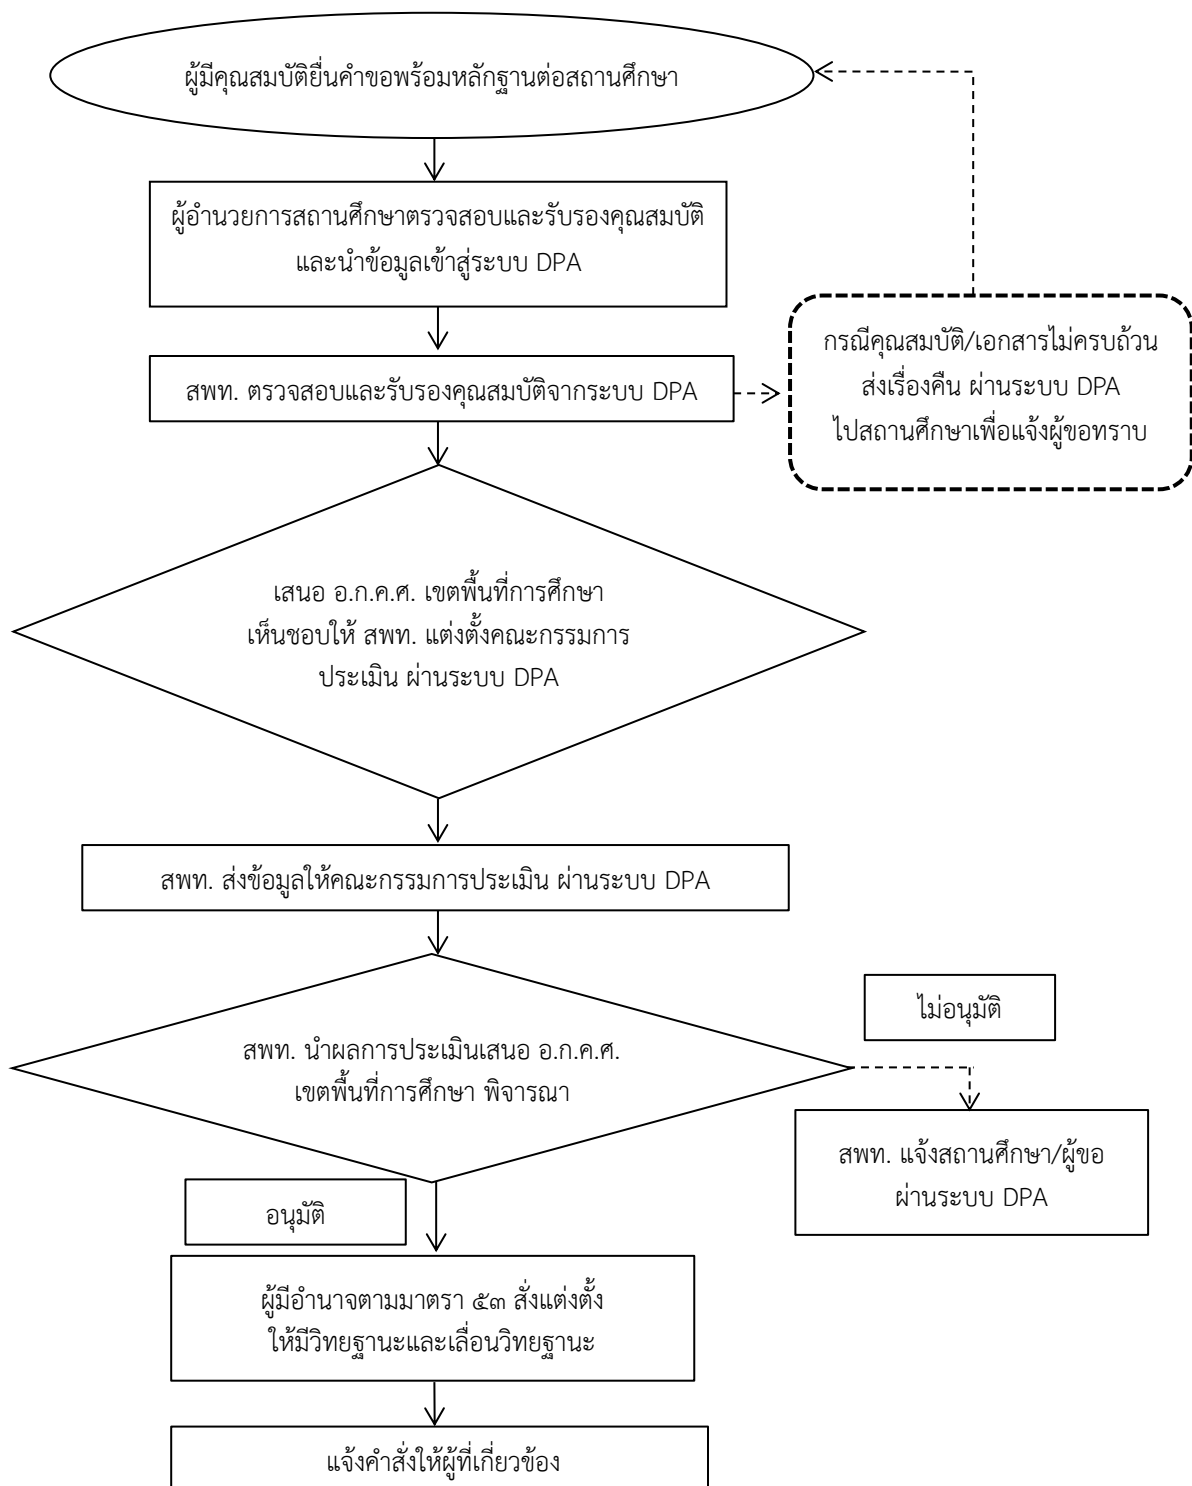 ผู้มีคุณสมบัติยื่นคำขอพร้อมหลักฐานต่อสถานศึกษา
ผู้อำนวยการสถานศึกษาตรวจสอบและรับรองคุณสมบัติ
และนำข้อมูลเข้าสู่ระบบ DPA
สพท. ตรวจสอบและรับรองคุณสมบัติจากระบบ DPA
กรณีคุณสมบัติ/เอกสารไม่ครบถ้วน
ส่งเรื่องคืน ผ่านระบบ DPA
ไปสถานศึกษาเพื่อแจ้งผู้ขอทราบ
เสนอ อ.ก.ค.ศ. เขตพื้นที่การศึกษา
เห็นชอบให้ สพท. แต่งตั้งคณะกรรมการ
ประเมิน ผ่านระบบ DPA
สพท. ส่งข้อมูลให้คณะกรรมการประเมิน ผ่านระบบ DPA
สพท. นำผลการประเมินเสนอ อ.ก.ค.ศ.
เขตพื้นที่การศึกษา พิจารณา
ไม่อนุมัติ
สพท. แจ้งสถานศึกษา/ผู้ขอ
ผ่านระบบ DPA
อนุมัติ
ผู้มีอำนาจตามมาตรา ๕๓ สั่งแต่งตั้ง
ให้มีวิทยฐานะและเลื่อนวิทยฐานะ
แจ้งคำสั่งให้ผู้ที่เกี่ยวข้อง